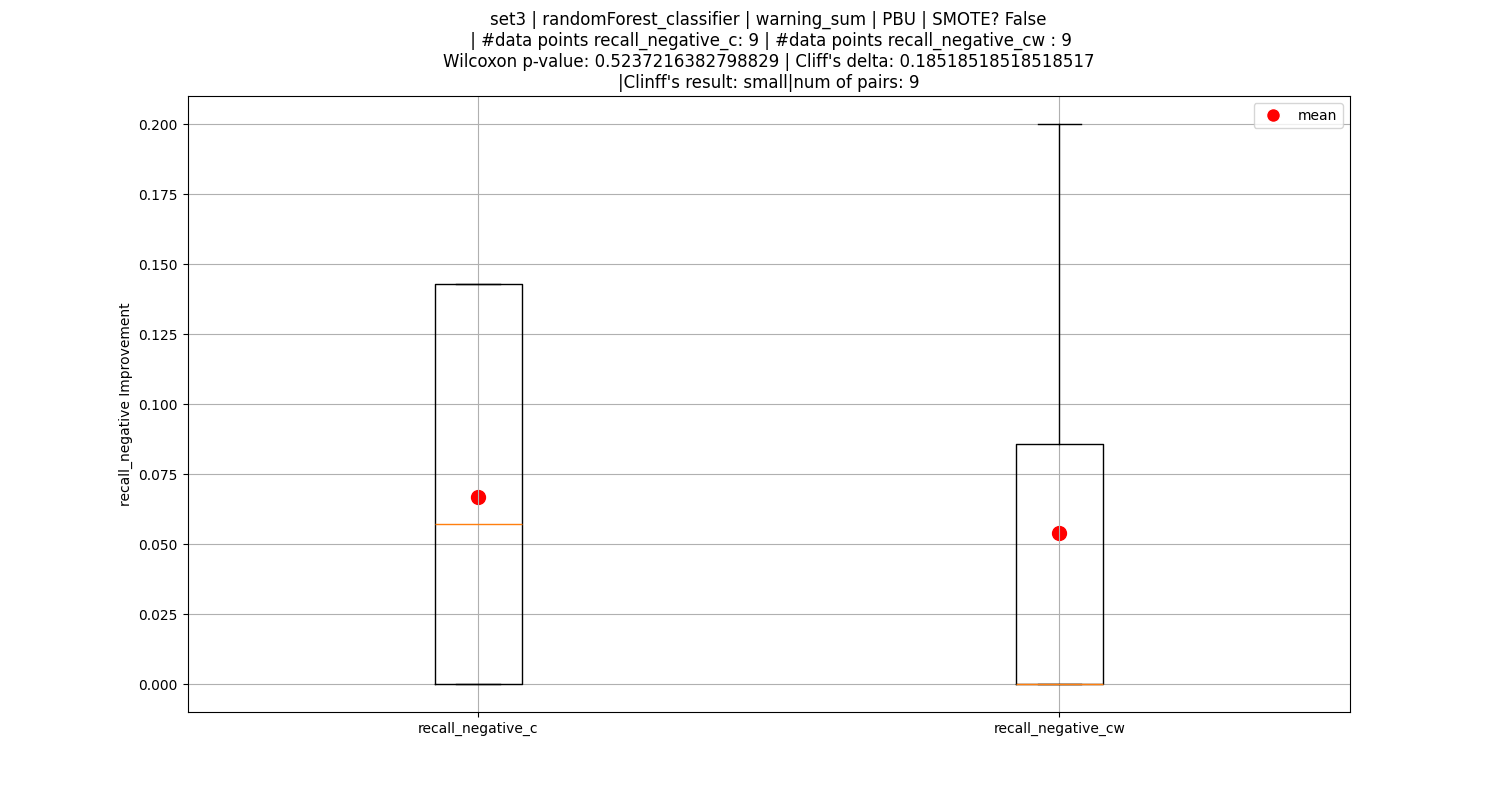 set3 | randomForest_classifier | warning_sum | PBU | SMOTE? False
| #data points recall_negative_c: 9 | #data points recall_negative_cw : 9
Wilcoxon p-value: 0.5237216382798829 | Cliff's delta: 0.18518518518518517
|Clinff's result: small|num of pairs: 9
mean
0.200
0.175
0.150
0.125
0.100
0.075
0.050
0.025
0.000
recall_negative Improvement
recall_negative_c
recall_negative_cw